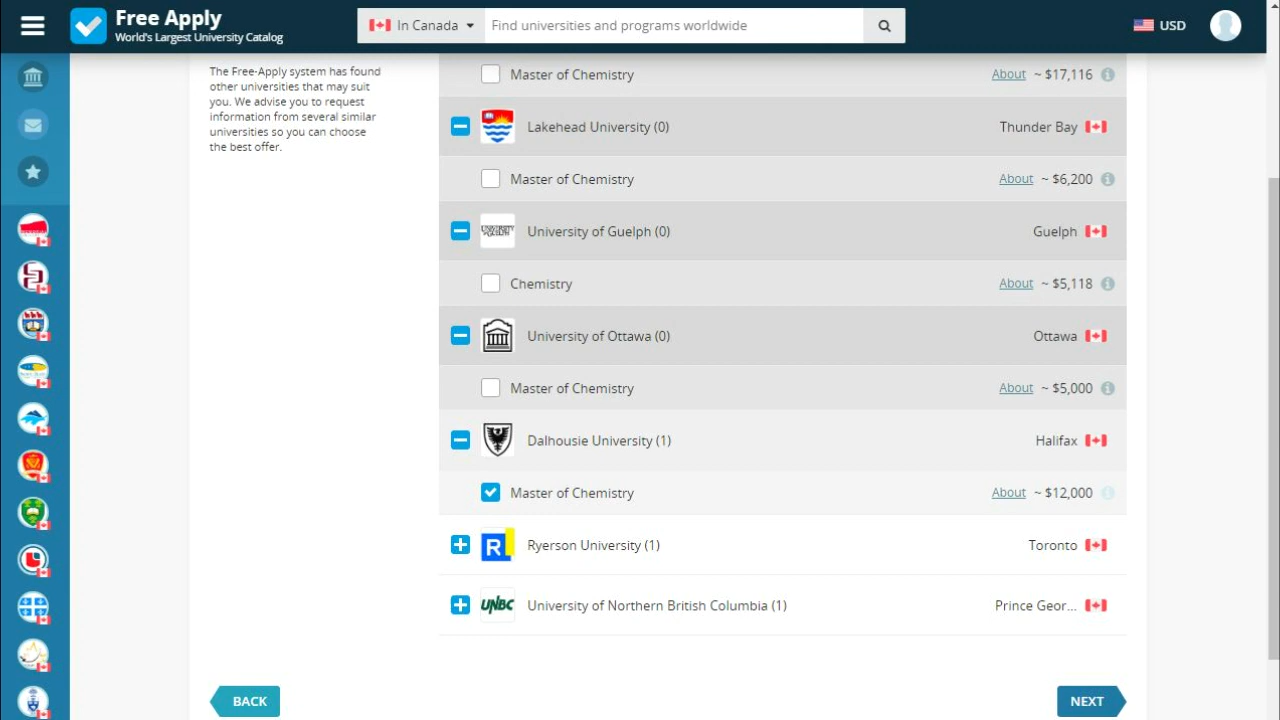 Free Apply
World's Largest University Catalog
In Canada
Find universities and programs worldwide
USD
The Free-Apply system has found
other universities that may suit
you. We advise you to request
information from several similar
universities so you can choose
the best offer.
Master of Chemistry About ~ $17,116
Lakehead University (0) Thunder Bay
Master of Chemistry About ~ $6,200
UNIVERSITY
OF GUELPH
University of Guelph (0) Guelph
Chemistry About ~ $5,118
University of Ottawa (0) Ottawa
Master of Chemistry About ~ $5,000
Dalhousie University (1) Halifax
Master of Chemistry About ~ $12,000
R
Ryerson University (1) Toronto
UNBC
University of Northern British Columbia (1) Prince Geor...
BACK
NEXT